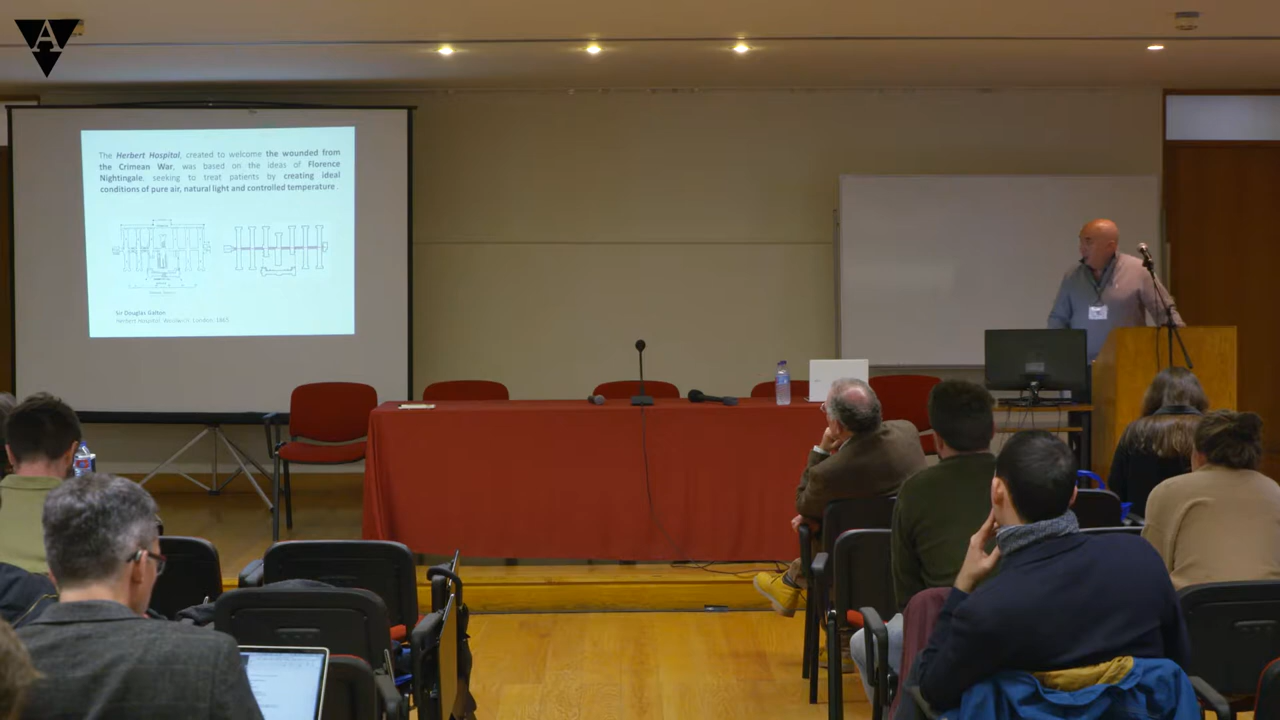 A
The Herbert Hospital, created to welcome the wounded from
the Crimean War, was based on the ideas of Florence
Nightingale, seeking to treat patients by creating ideal
conditions of pure air, natural light and controlled temperature.
Sir Douglas Galton
Herbert Hospital, Woolwich, London, 1865